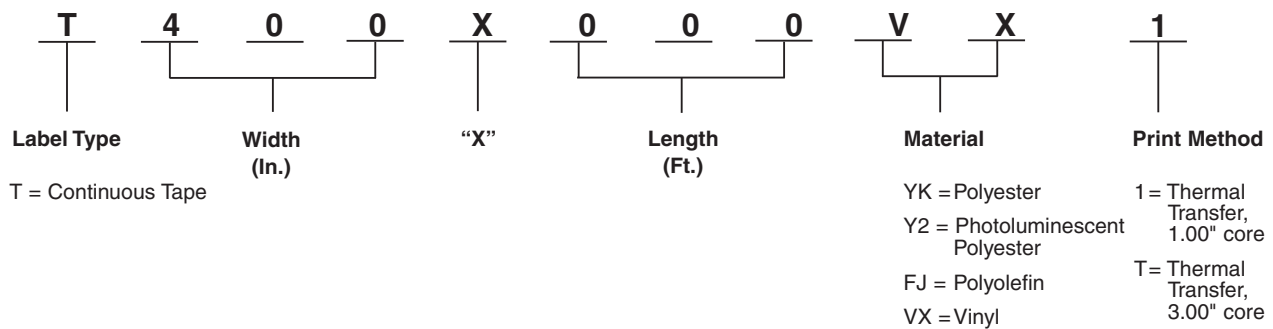 T 4 0 0 X 0 0 0 V X 1
Label Type
T = Continuous Tape
Width
(In.)
“X”
Length
(Ft.)
Material
YK = Polyester
Y2 = Photoluminescent
Polyester
FJ = Polyolefin
VX = Vinyl
Print Method
1 = Thermal
Transfer,
1.00" core
T = Thermal
Transfer,
3.00" core